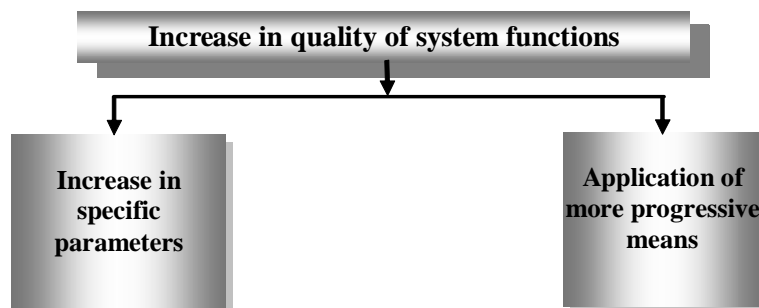 Increase in quality of system functions
Increase in
specific
parameters
Application of
more progressive
means